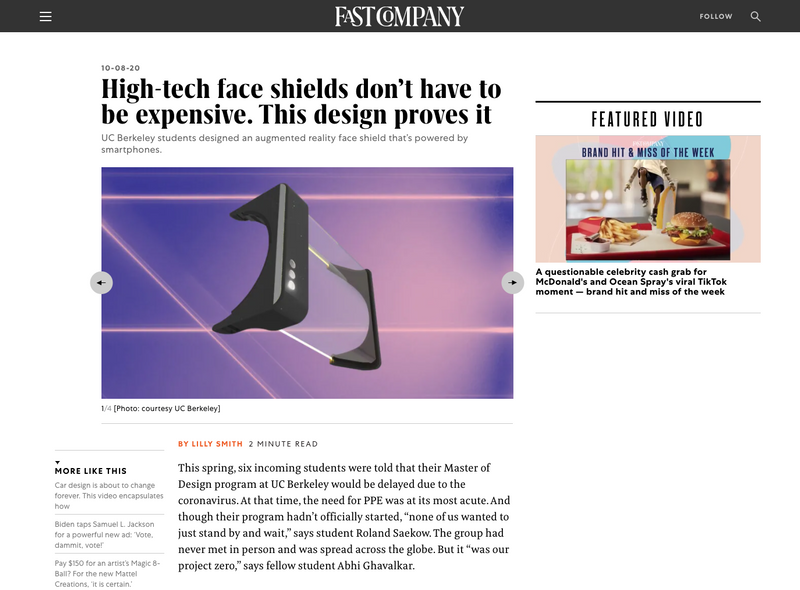 FAST COMPANY
FOLLOW
10-08-20
High-tech face shields don’t have to
be expensive. This design proves it
UC Berkeley students designed an augmented reality face shield that’s powered by
smartphones.
1/4 [Photo: courtesy UC Berkeley]
BY LILLY SMITH 2 MINUTE READ
This spring, six incoming students were told that their Master of
Design program at UC Berkeley would be delayed due to the
coronavirus. At that time, the need for PPE was at its most acute. And
though their program hadn’t officially started, “none of us wanted to
just stand by and wait,” says student Roland Saekow. The group had
never met in person and was spread across the globe. But it “was our
project zero,” says fellow student Abhi Ghavalkar.
MORE LIKE THIS
Car design is about to change
forever. This video encapsulates
how
Biden taps Samuel L. Jackson
for a powerful new ad: ‘Vote,
dammit, vote!’
Pay $150 for an artist’s Magic 8-
Ball? For the new Mattel
Creations, ‘it is certain.’
FEATURED VIDEO
BRAND HIT & MISS OF THE WEEK
A questionable celebrity cash grab for
McDonald's and Ocean Spray's viral TikTok
moment — brand hit and miss of the week